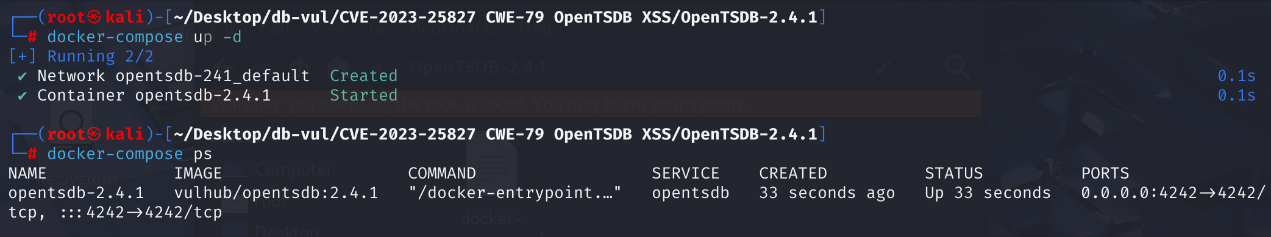 ┌──(root㉿kali)-[~/Desktop/db-vul/CVE-2023-25827 CWE-79 OpenTSDB XSS/OpenTSDB-2.4.1]
└─# docker-compose up -d
[+] Running 2/2
✔ Network opentsdb-241_default Created 0.1s
✔ Container opentsdb-2.4.1 Started 0.1s
┌──(root㉿kali)-[~/Desktop/db-vul/CVE-2023-25827 CWE-79 OpenTSDB XSS/OpenTSDB-2.4.1]
└─# docker-compose ps
NAME IMAGE COMMAND SERVICE CREATED STATUS PORTS
opentsdb-2.4.1 vulhub/opentsdb:2.4.1 "/docker-entrypoint.…" opentsdb 33 seconds ago Up 33 seconds 0.0.0.0:4242→4242/
tcp, :::4242→4242/tcp